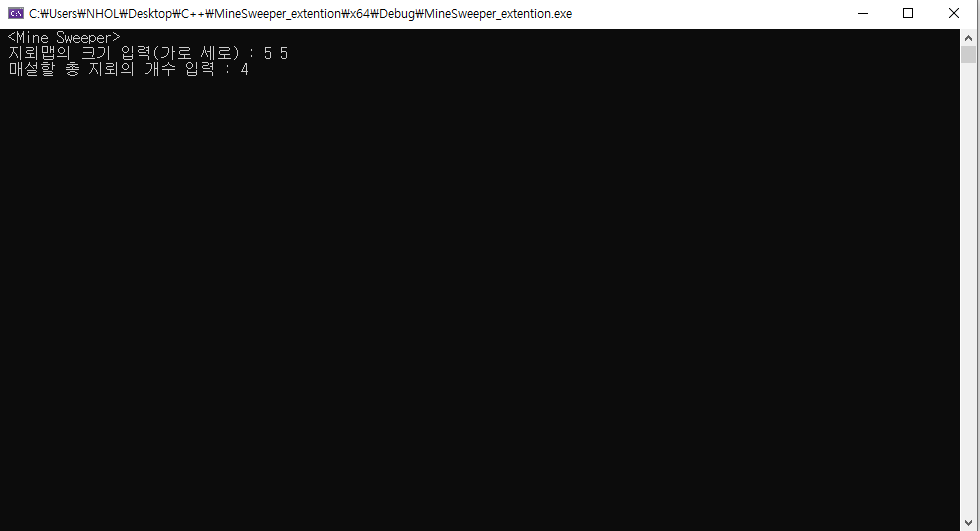 C:₩Users₩NHOL₩Desktop₩C++₩MineSweeper_extention₩x64₩Debug₩MineSweeper_extention.exe
<Mine Sweeper>
지뢰맵의 크기 입력(가로 세로) : 5 5
매설할 총 지뢰의 개수 입력 : 4